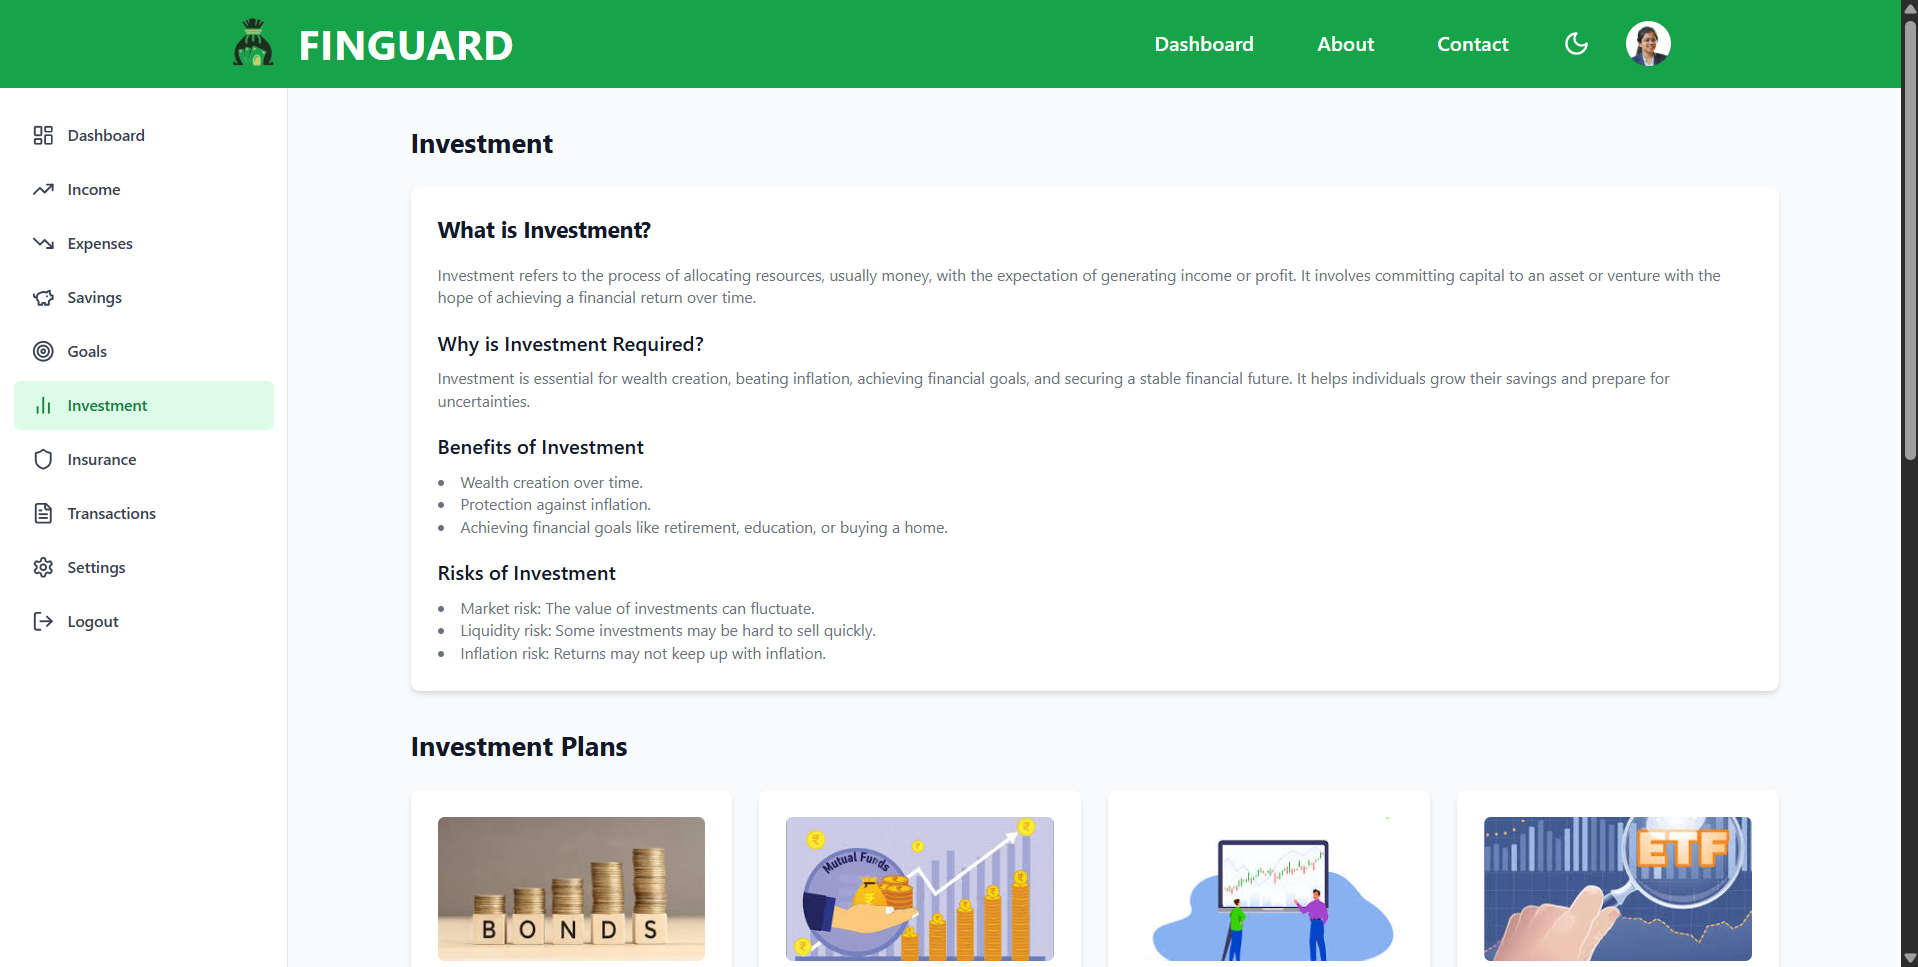 FINGUARD
Dashboard
About
Contact
Dashboard
Income
Expenses
Savings
Goals
Investment
Insurance
Transactions
Settings
Logout
Investment
What is Investment?
Investment refers to the process of allocating resources, usually money, with the expectation of generating income or profit. It involves committing capital to an asset or venture with the
hope of achieving a financial return over time.
Why is Investment Required?
Investment is essential for wealth creation, beating inflation, achieving financial goals, and securing a stable financial future. It helps individuals grow their savings and prepare for
uncertainties.
Benefits of Investment
Wealth creation over time.
Protection against inflation.
Achieving financial goals like retirement, education, or buying a home.
Risks of Investment
Market risk: The value of investments can fluctuate.
Liquidity risk: Some investments may be hard to sell quickly.
Inflation risk: Returns may not keep up with inflation.
Investment Plans
BONDS
Mutual Funds
ETF